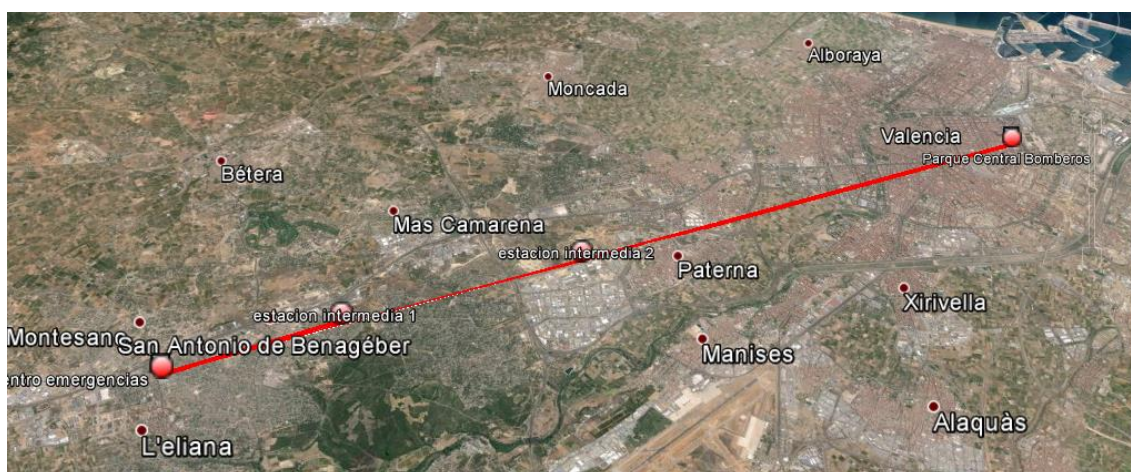 Alboraya
Moncada
Valencia
Parque Central Bomberos
Bétera
Mas Camarena
estacion intermedia 2
Paterna
Xirivella
estacion intermedia 1
Montesano
San Antonio de Benagéber
Manises
entro emergencias
Alaquàs
L'eliana